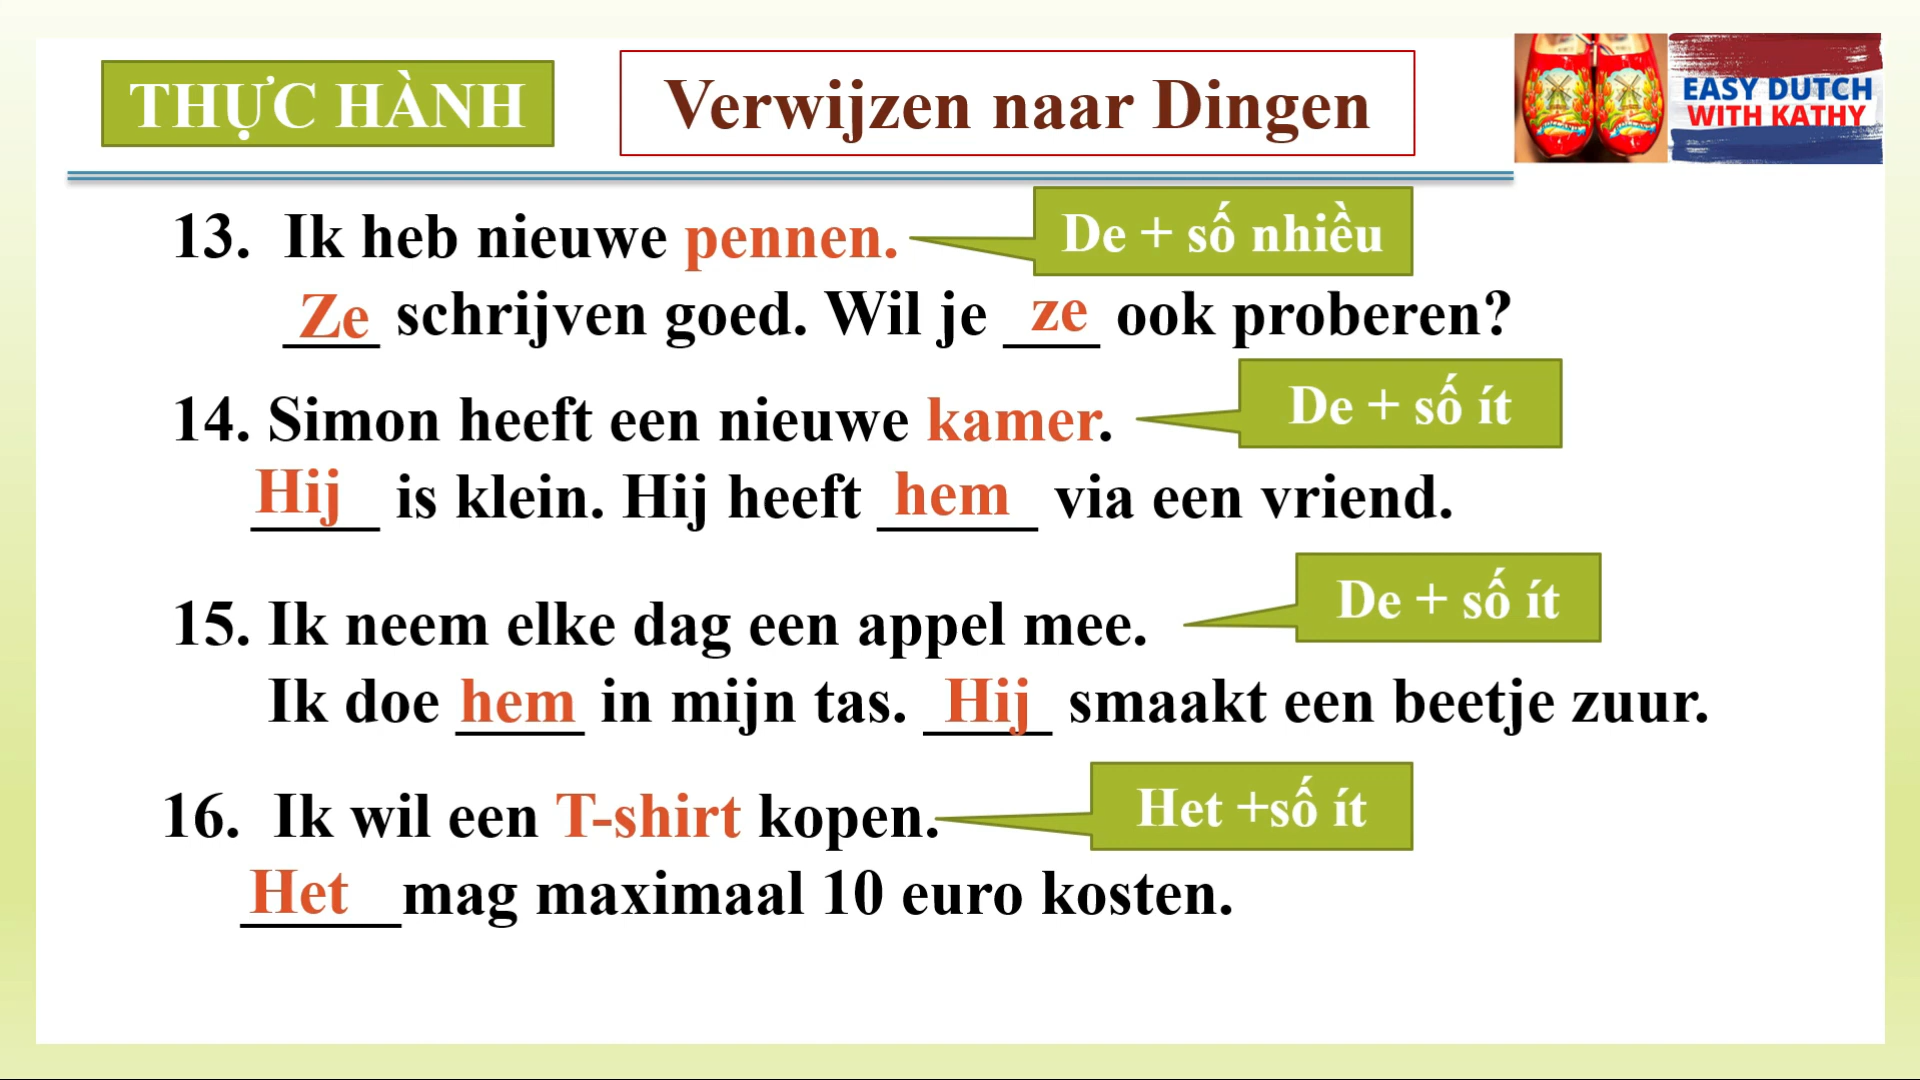 THỰC HÀNH
Verwijzen naar Dingen
EASY DUTCH
WITH KATHY
13. Ik heb nieuwe pennen.
De + số nhiều
Ze schrijven goed. Wil je ze ook proberen?
14. Simon heeft een nieuwe kamer.
De + số ít
Hij is klein. Hij heeft hem via een vriend.
15. Ik neem elke dag een appel mee.
De + số ít
Ik doe hem in mijn tas. Hij smaakt een beetje zuur.
16. Ik wil een T-shirt kopen.
Het +số ít
Het mag maximaal 10 euro kosten.